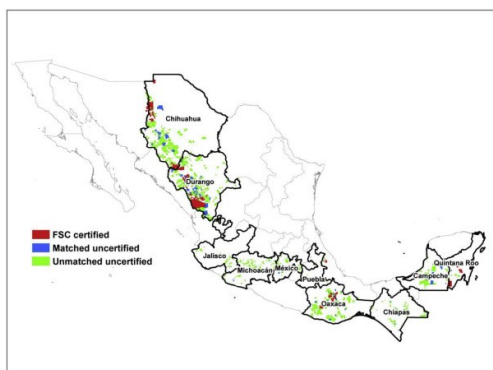 Chihuahua
Durango
FSC certified
Matched uncertified
Unmatched uncertified
Jalisco
Michoacán
México
Puebla
Oaxaca
Chiapas
Campeche
Quintana Roo